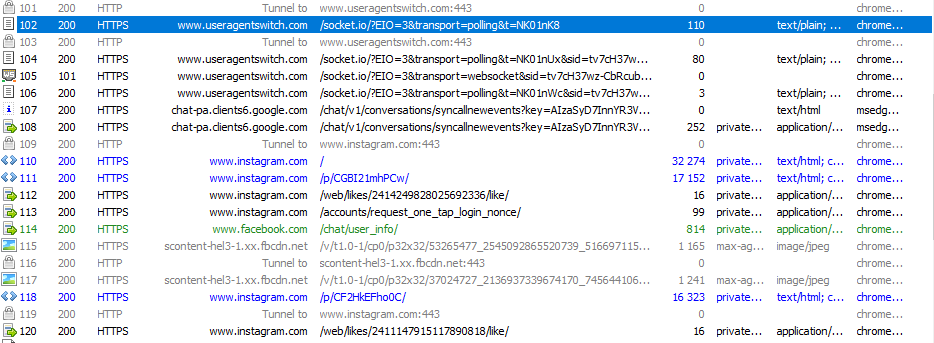 101 200 HTTP Tunnel to www.useragentswitch.com:443 0 chrome...
102 200 HTTPS www.useragentswitch.com /socket.io/?EIO=3&transport=polling&t=NK01nK8 110 text/plain; ... chrome...
103 200 HTTP Tunnel to www.useragentswitch.com:443 0 chrome...
104 200 HTTPS www.useragentswitch.com /socket.io/?EIO=3&transport=polling&t=NK01nUx&sid=tv7cH37w... 80 text/plain; ... chrome...
105 101 HTTPS www.useragentswitch.com /socket.io/?EIO=3&transport=websocket&sid=tv7cH37wz-CbRcub... 0 chrome...
106 200 HTTPS www.useragentswitch.com /socket.io/?EIO=3&transport=polling&t=NK01nWc&sid=tv7cH37w... 3 text/plain; ... chrome...
107 200 HTTPS chat-pa.clients6.google.com /chat/v1/conversations/syncallnewevents?key=AIzaSyD7InnYR3V... 0 text/html msedg...
108 200 HTTPS chat-pa.clients6.google.com /chat/v1/conversations/syncallnewevents?key=AIzaSyD7InnYR3V... 252 private... application/... msedg...
109 200 HTTP Tunnel to www.instagram.com:443 0 chrome...
110 200 HTTPS www.instagram.com / 32 274 private... text/html; c... chrome...
111 200 HTTPS www.instagram.com /p/CGBI21mhPCw/ 17 152 private... text/html; c... chrome...
112 200 HTTPS www.instagram.com /web/likes/2414249828025692336/like/ 16 private... application/... chrome...
113 200 HTTPS www.instagram.com /accounts/request_one_tap_login_nonce/ 99 private... application/... chrome...
114 200 HTTPS www.facebook.com /chat/user_info/ 814 private... application/... chrome...
115 200 HTTPS scontent-hel3-1.xx.fbcdn.net /v/t1.0-1/cp0/p32x32/53265477_2545092865520739_516697115... 1 165 max-ag... image/jpeg chrome...
116 200 HTTP Tunnel to scontent-hel3-1.xx.fbcdn.net:443 0 chrome...
117 200 HTTPS scontent-hel3-1.xx.fbcdn.net /v/t1.0-1/cp0/p32x32/37024727_2136937339674170_745644106... 1 241 max-ag... image/jpeg chrome...
118 200 HTTPS www.instagram.com /p/CF2HkEFho0C/ 16 323 private... text/html; c... chrome...
119 200 HTTP Tunnel to www.instagram.com:443 0 chrome...
120 200 HTTPS www.instagram.com /web/likes/2411147915117890818/like/ 16 private... application/... chrome...